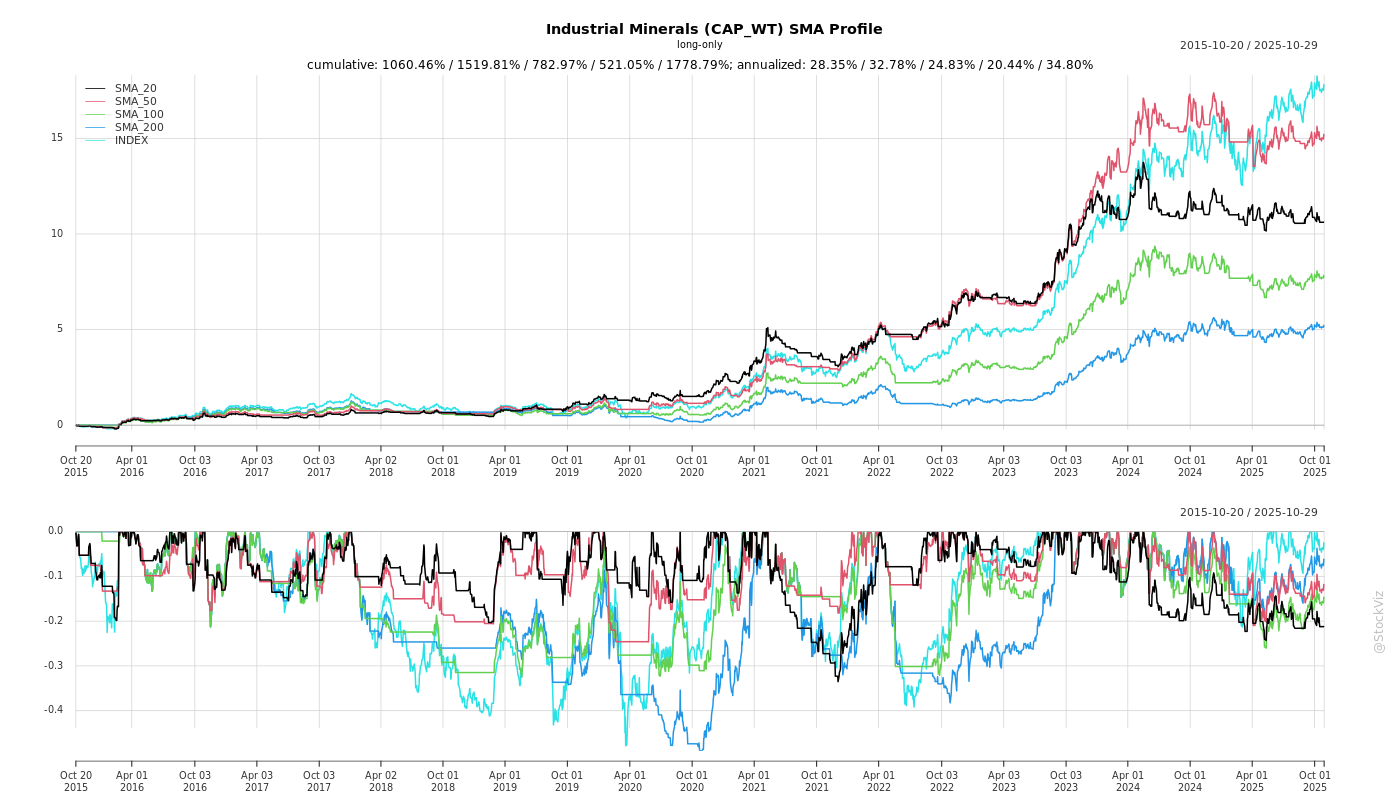 Industrial Minerals (CAP_WT) SMA Profile
long-only
2015-10-20 / 2025-10-29
cumulative: 1060.46% / 1519.81% / 782.97% / 521.05% / 1778.79%; annualized: 28.35% / 32.78% / 24.83% / 20.44% / 34.80%
SMA_20
SMA_50
SMA_100
SMA_200
INDEX
15
10
5
0
Oct 20 Apr 01 Oct 03 Apr 03 Oct 03 Apr 02 Oct 01 Apr 01 Oct 01 Apr 01 Oct 01 Apr 01 Oct 01 Apr 01 Oct 03 Apr 03 Oct 03 Apr 01 Oct 01 Apr 01 Oct 01
2015 2016 2016 2017 2017 2018 2018 2019 2019 2020 2020 2021 2021 2022 2022 2023 2023 2024 2024 2025 2025
2015-10-20 / 2025-10-29
0.0
-0.1
-0.2
-0.3
-0.4
Oct 20 Apr 01 Oct 03 Apr 03 Oct 03 Apr 02 Oct 01 Apr 01 Oct 01 Apr 01 Oct 01 Apr 01 Oct 01 Apr 01 Oct 03 Apr 03 Oct 03 Apr 01 Oct 01 Apr 01 Oct 01
2015 2016 2016 2017 2017 2018 2018 2019 2019 2020 2020 2021 2021 2022 2022 2023 2023 2024 2024 2025 2025
@StockViz